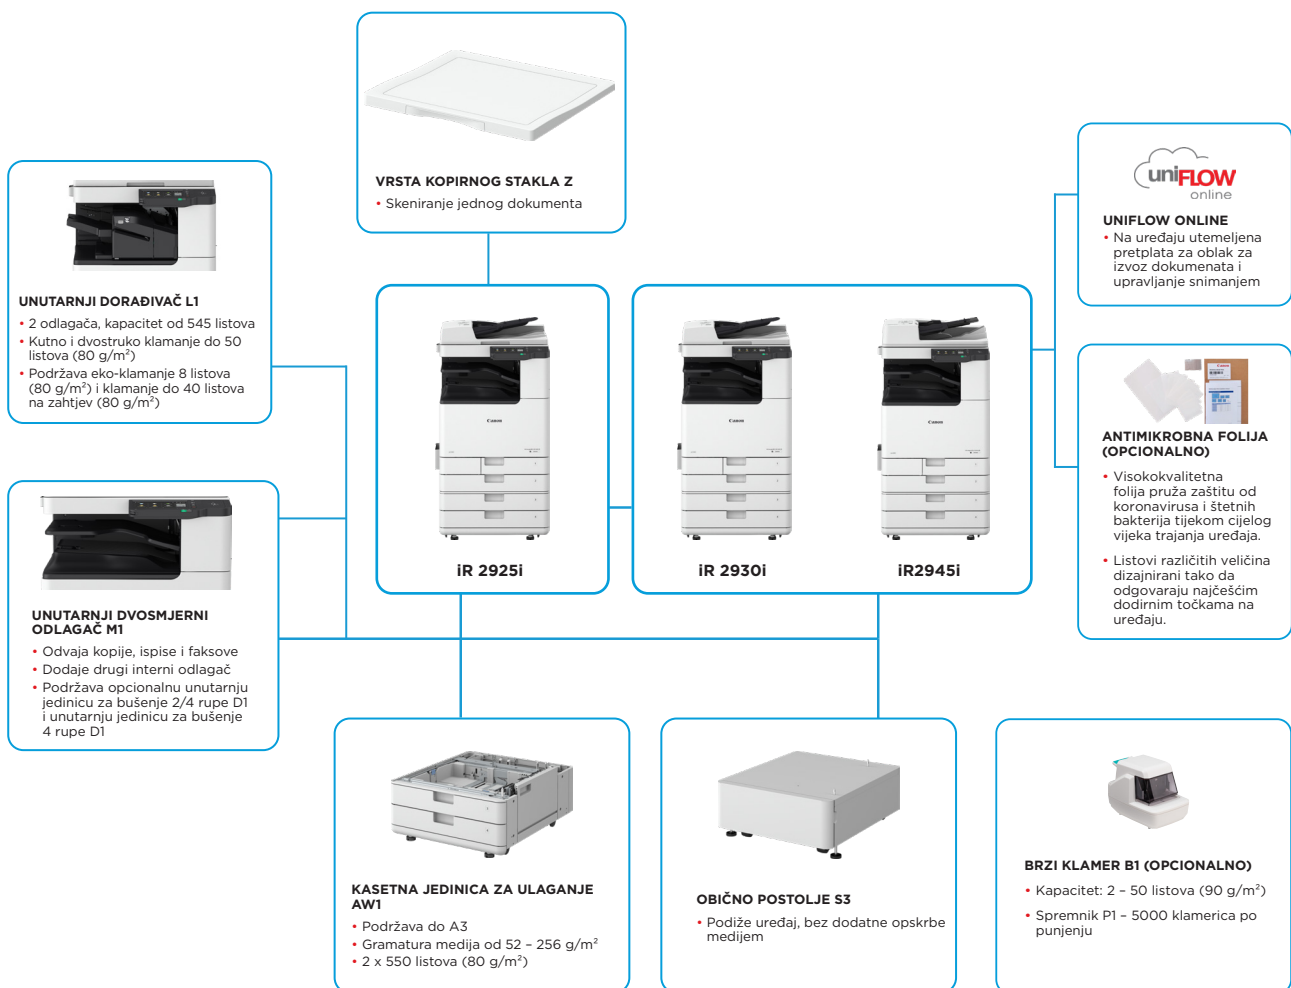 VRSTA KOPIRNOG STAKLA Z
• Skeniranje jednog dokumenta
UNUTARNJI DORAĐIVAČ L1
• 2 odlagača, kapacitet od 545 listova
• Kutno i dvostruko klamanje do 50
listova (80 g/m²)
• Podržava eko-klamanje 8 listova
(80 g/m²) i klamanje do 40 listova
na zahtjev (80 g/m²)
uniFLOW
online
UNIFLOW ONLINE
• Na uređaju utemeljena
pretplata za oblak za
izvoz dokumenata i
upravljanje snimanjem
Canon
iR 2925i
Canon
iR 2930i
Canon
iR2945i
ANTIMIKROBNA FOLIJA
(OPCIONALNO)
• Visokokvalitetna
folija pruža zaštitu od
koronavirusa i štetnih
bakterija tijekom cijelog
vijeka trajanja uređaja.
• Listovi različitih veličina
dizajnirani tako da
odgovaraju najčešćim
dodirnim točkama na
uređaju.
UNUTARNJI DVOSMJERNI
ODLAGAČ M1
• Odvaja kopije, ispise i faksove
• Dodaje drugi interni odlagač
• Podržava opcionalnu unutarnju
jedinicu za bušenje 2/4 rupe D1
i unutarnju jedinicu za bušenje
4 rupe D1
KASETNA JEDINICA ZA ULAGANJE
AW1
• Podržava do A3
• Gramatura medija od 52 – 256 g/m²
• 2 x 550 listova (80 g/m²)
OBIČNO POSTOLJE S3
• Podiže uređaj, bez dodatne opskrbe
medijem
BRZI KLAMER B1 (OPCIONALNO)
• Kapacitet: 2 – 50 listova (90 g/m²)
• Spremnik P1 – 5000 klamerica po
punjenju